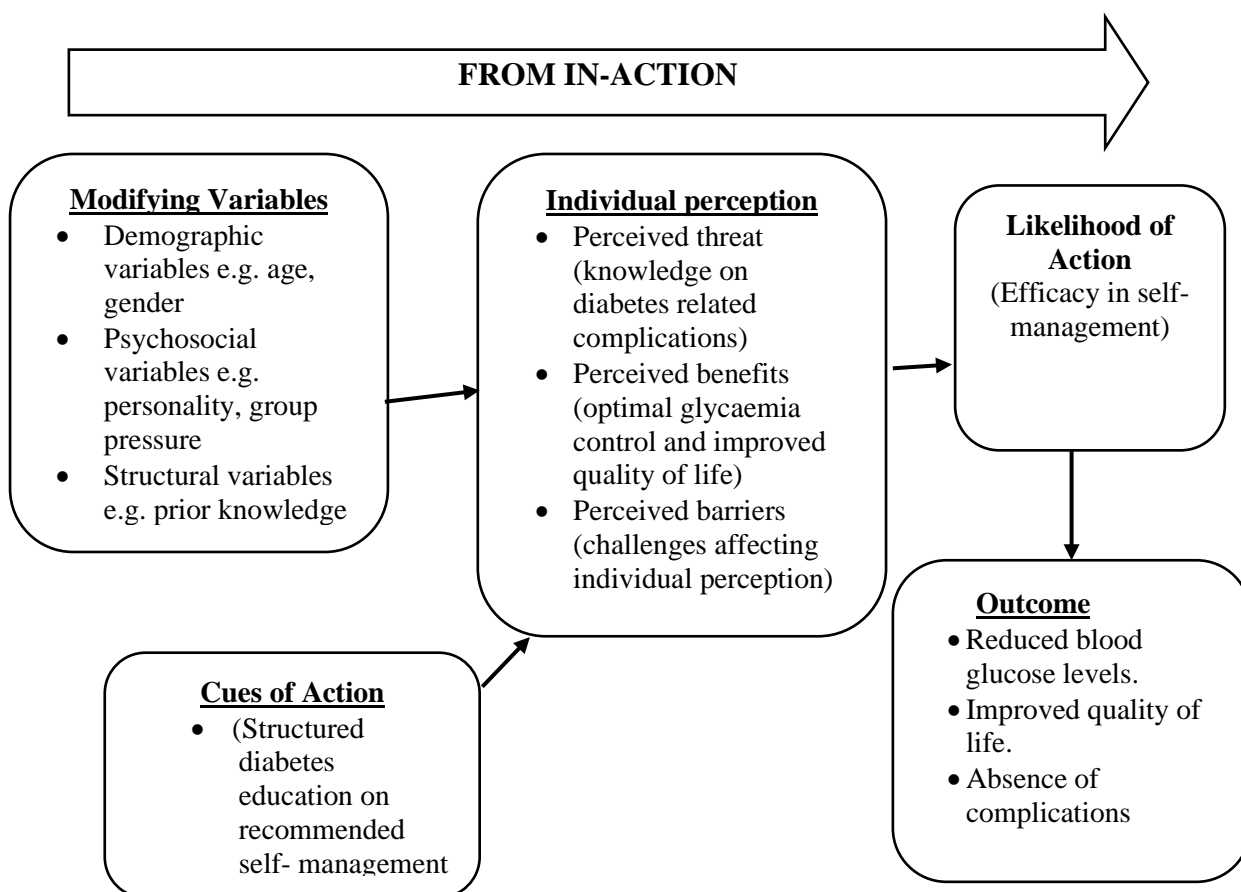 FROM IN-ACTION
Modifying Variables
• Demographic
variables e.g. age,
gender
• Psychosocial
variables e.g.
personality, group
pressure
• Structural variables
e.g. prior knowledge
Individual perception
• Perceived threat
(knowledge on
diabetes related
complications)
• Perceived benefits
(optimal glycaemia
control and improved
quality of life)
• Perceived barriers
(challenges affecting
individual perception)
Likelihood of
Action
(Efficacy in self-
management)
Cues of Action
• (Structured
diabetes
education on
recommended
self- management
Outcome
• Reduced blood
glucose levels.
• Improved quality of
life.
• Absence of
complications